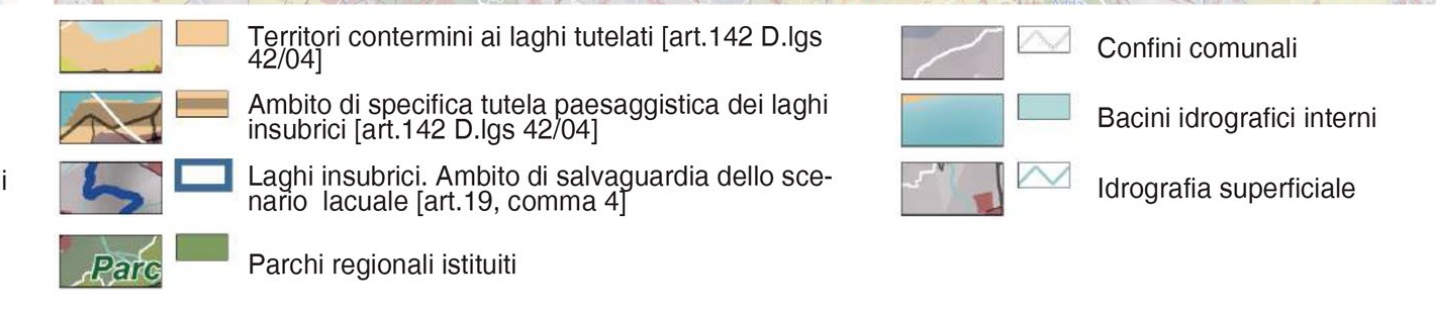 Territori contermini ai laghi tutelati [art.142 D.lgs
42/04]
Ambito di specifica tutela paesaggistica dei laghi
insubrici [art.142 D.lgs 42/04]
Laghi insubrici. Ambito di salvaguardia dello sce-
nario lacuale [art.19, comma 4]
Parc
Parchi regionali istituiti
Confini comunali
Bacini idrografici interni
Idrografia superficiale
i